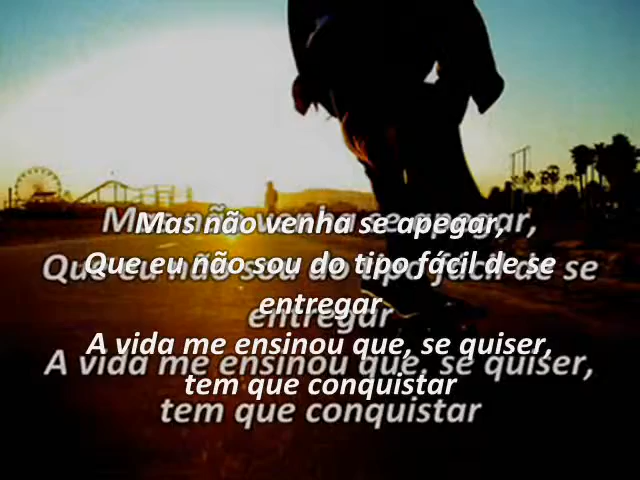 Mas não venha se apegar,
Que eu não sou do tipo fácil de se
entregar
A vida me ensinou que, se quiser,
tem que conquistar